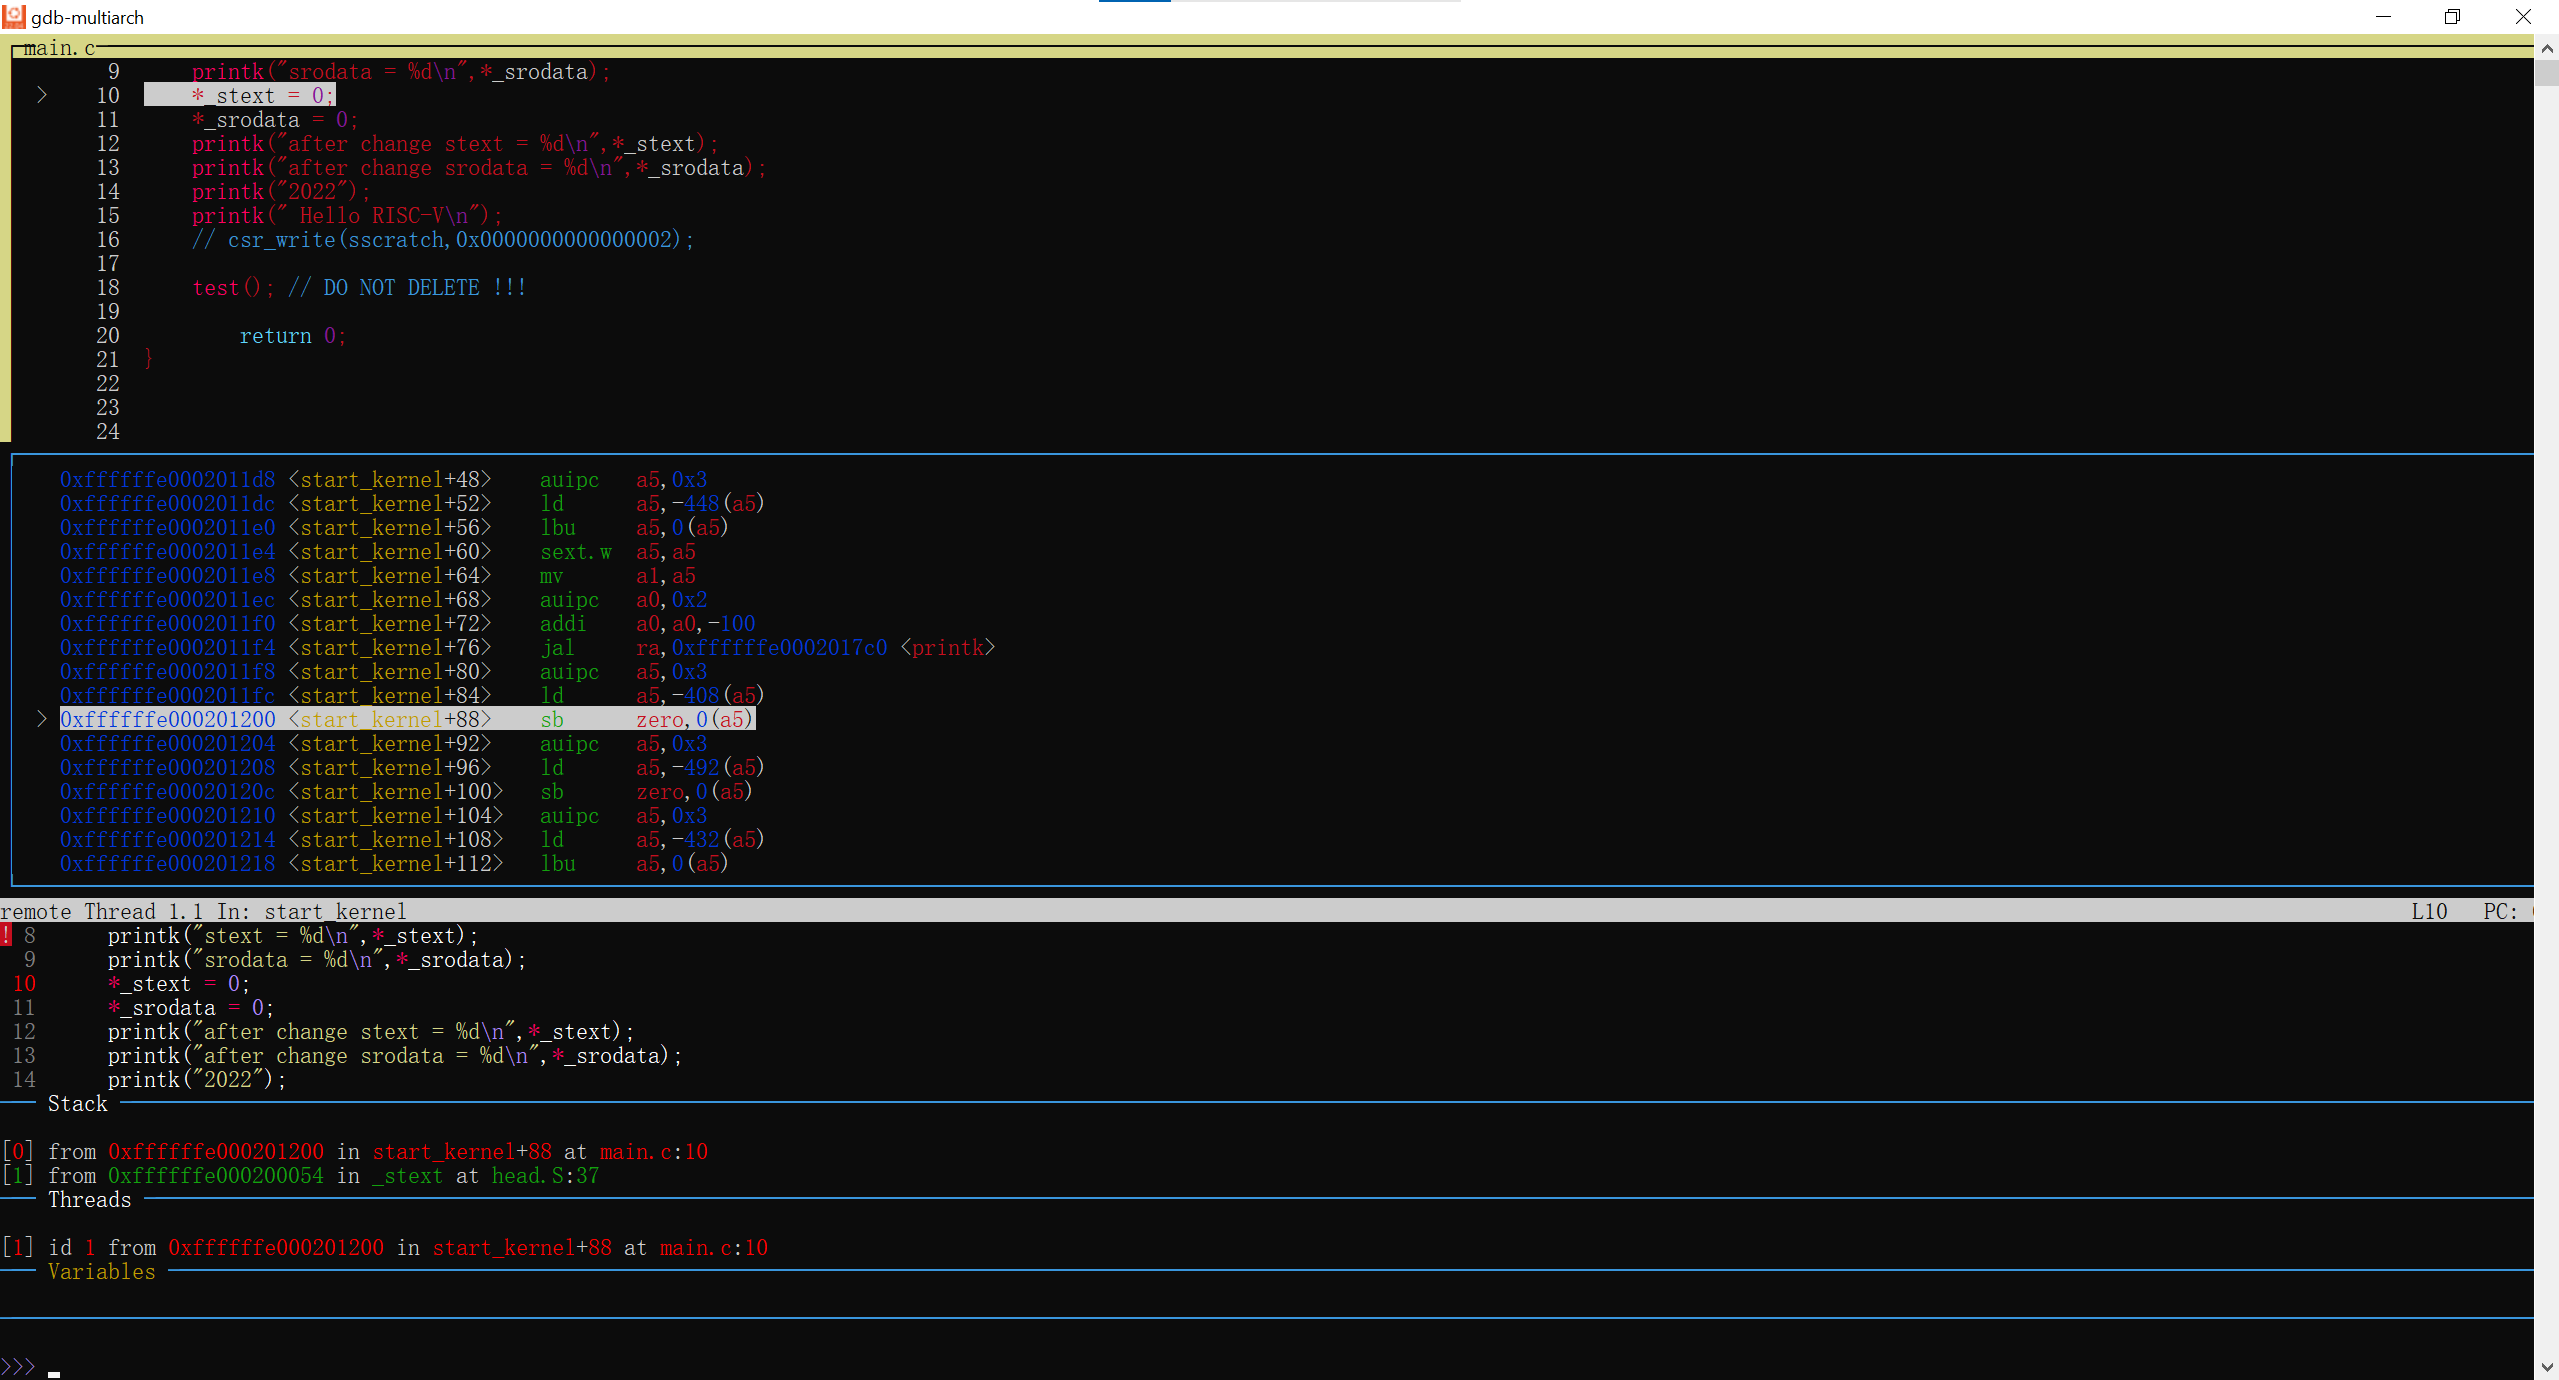 gdb-multiarch
main.c
9 printk("srodata = %d\n",*_srodata);
> 10 *_stext = 0;
11 *_srodata = 0;
12 printk("after change stext = %d\n",*_stext);
13 printk("after change srodata = %d\n",*_srodata);
14 printk("2022");
15 printk(" Hello RISC-V\n");
16 // csr_write(sscratch,0x0000000000000002);
17
18 test(); // DO NOT DELETE !!!
19
20 return 0;
21 }
22
23
24
0xffffffe0002011d8 <start_kernel+48> auipc a5,0x3
0xffffffe0002011dc <start_kernel+52> ld a5,-448(a5)
0xffffffe0002011e0 <start_kernel+56> lbu a5,0(a5)
0xffffffe0002011e4 <start_kernel+60> sext.w a5,a5
0xffffffe0002011e8 <start_kernel+64> mv a1,a5
0xffffffe0002011ec <start_kernel+68> auipc a0,0x2
0xffffffe0002011f0 <start_kernel+72> addi a0,a0,-100
0xffffffe0002011f4 <start_kernel+76> jal ra,0xffffffe0002017c0 <printk>
0xffffffe0002011f8 <start_kernel+80> auipc a5,0x3
0xffffffe0002011fc <start_kernel+84> ld a5,-408(a5)
> 0xffffffe000201200 <start_kernel+88> sb zero,0(a5)
0xffffffe000201204 <start_kernel+92> auipc a5,0x3
0xffffffe000201208 <start_kernel+96> ld a5,-492(a5)
0xffffffe00020120c <start_kernel+100> sb zero,0(a5)
0xffffffe000201210 <start_kernel+104> auipc a5,0x3
0xffffffe000201214 <start_kernel+108> ld a5,-432(a5)
0xffffffe000201218 <start_kernel+112> lbu a5,0(a5)
remote Thread 1.1 In: start_kernel L10 PC:
! 8 printk("stext = %d\n",*_stext);
9 printk("srodata = %d\n",*_srodata);
10 *_stext = 0;
11 *_srodata = 0;
12 printk("after change stext = %d\n",*_stext);
13 printk("after change srodata = %d\n",*_srodata);
14 printk("2022");
Stack
[0] from 0xffffffe000201200 in start_kernel+88 at main.c:10
[1] from 0xffffffe000200054 in _stext at head.S:37
Threads
[1] id 1 from 0xffffffe000201200 in start_kernel+88 at main.c:10
Variables
>>>